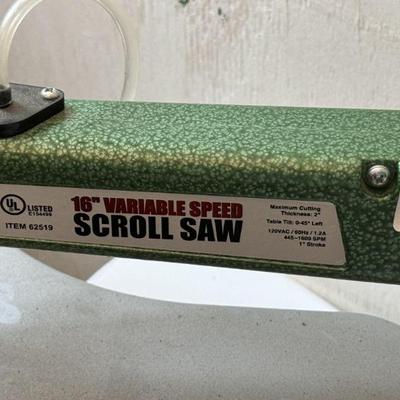 UL LISTED
E154499
ITEM 62519
16" VARIABLE SPEED
SCROLL SAW
Maximum Cutting
Thickness: 2"
Table Tilt: 0-45° Left
120VAC / 60Hz / 1.2A
445-1600 SPM
1" Stroke